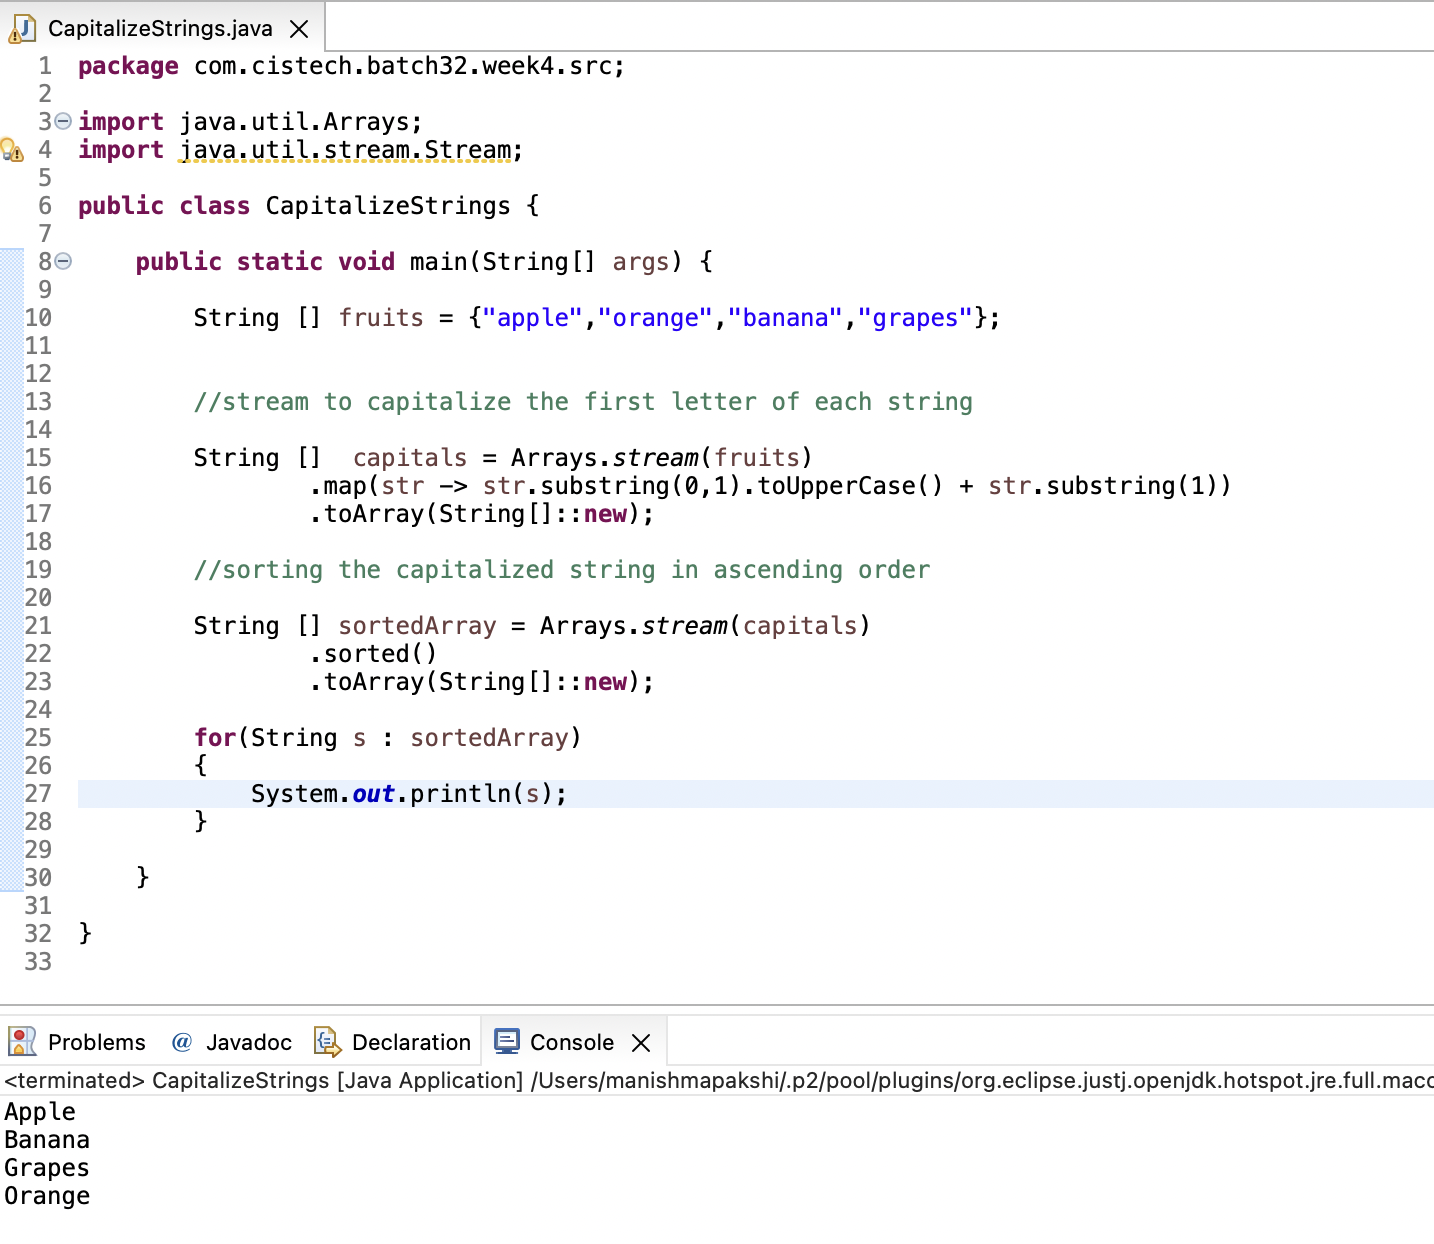 CapitalizeStrings.java
1 package com.cistech.batch32.week4.src;
2
3 import java.util.Arrays;
4 import java.util.stream.Stream;
5
6 public class CapitalizeStrings {
7
8     public static void main(String[] args) {
9
10         String [] fruits = {"apple","orange","banana","grapes"};
11
12
13         //stream to capitalize the first letter of each string
14
15         String []  capitals = Arrays.stream(fruits)
16                 .map(str -> str.substring(0,1).toUpperCase() + str.substring(1))
17                 .toArray(String[]::new);
18
19         //sorting the capitalized string in ascending order
20
21         String [] sortedArray = Arrays.stream(capitals)
22                 .sorted()
23                 .toArray(String[]::new);
24
25         for(String s : sortedArray)
26         {
27             System.out.println(s);
28         }
29
30     }
31
32 }
33
Problems @ Javadoc Declaration Console
<terminated> CapitalizeStrings [Java Application] /Users/manishmapakshi/.p2/pool/plugins/org.eclipse.justj.openjdk.hotspot.jre.full.maco
Apple
Banana
Grapes
Orange